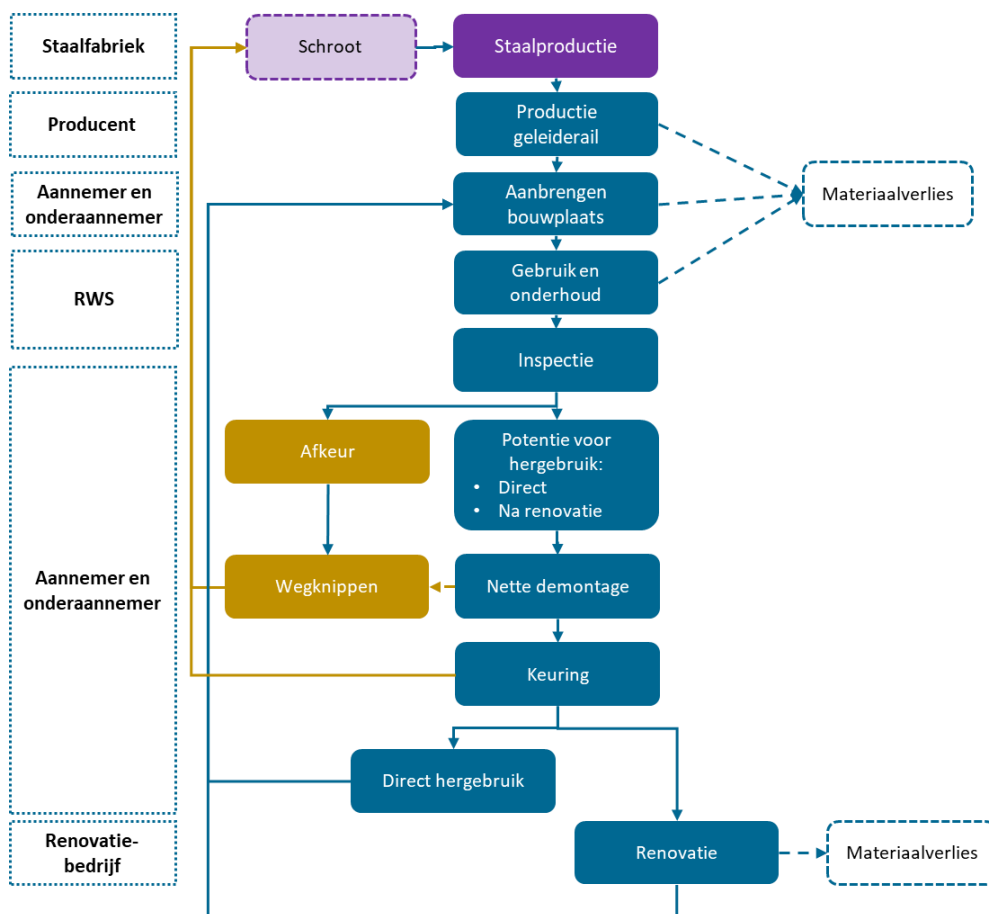 Staalfabriek
Schroot
Staalproductie
Producent
Productie
geleiderail
Aannemer en
onderaannemer
Aanbrengen
bouwplaats
Materiaalverlies
RWS
Gebruik en
onderhoud
Inspectie
Afkeur
Potentie voor
hergebruik:
• Direct
• Na renovatie
Aannemer en
onderaannemer
Wegknippen
Nette demontage
Keuring
Direct hergebruik
Renovatie-
bedrijf
Renovatie
Materiaalverlies